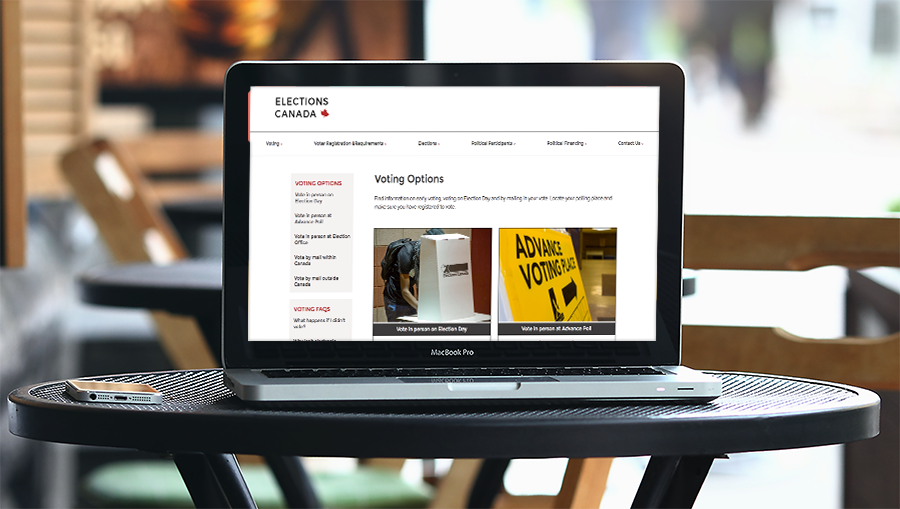 ELECTIONS
CANADA
Voting
Voter Registration & Requirements
Elections
Political Participants
Political Financing
Contact Us
VOTING OPTIONS
Vote in person on
Election Day
Vote in person at
Advance Poll
Vote in person at Election
Office
Vote by mail within
Canada
Vote by mail outside
Canada
VOTING FAQS
What happens if I didn't
vote?
Voting Options
Find information on early voting, voting on Election Day and by mailing in your vote. Locate your polling place and
make sure you have registered to vote.
ADVANCE
VOTING PLACE
Vote in person on Election Day
Vote in person at Advance Poll
MacBook Pro